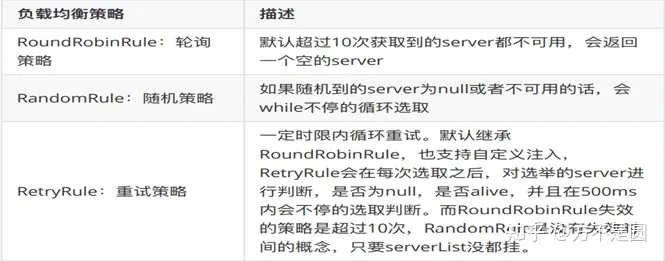 负载均衡策略
描述
RoundRobinRule：轮询
策略
默认超过10次获取到的server都不可用，会返回
一个空的server
RandomRule：随机策略
如果随机到的server为null或者不可用的话，会
while不停的循环选取
RetryRule：重试策略
一定时限内循环重试。默认继承
RoundRobinRule，也支持自定义注入，
RetryRule会在每次选取之后，对选举的server进
行判断，是否为null，是否alive，并且在500ms
内会不停的选取判断。而RoundRobinRule失效
的策略是超过10次，RandomRule是没有失效时
间的概念，只要serverList没都挂。
知乎